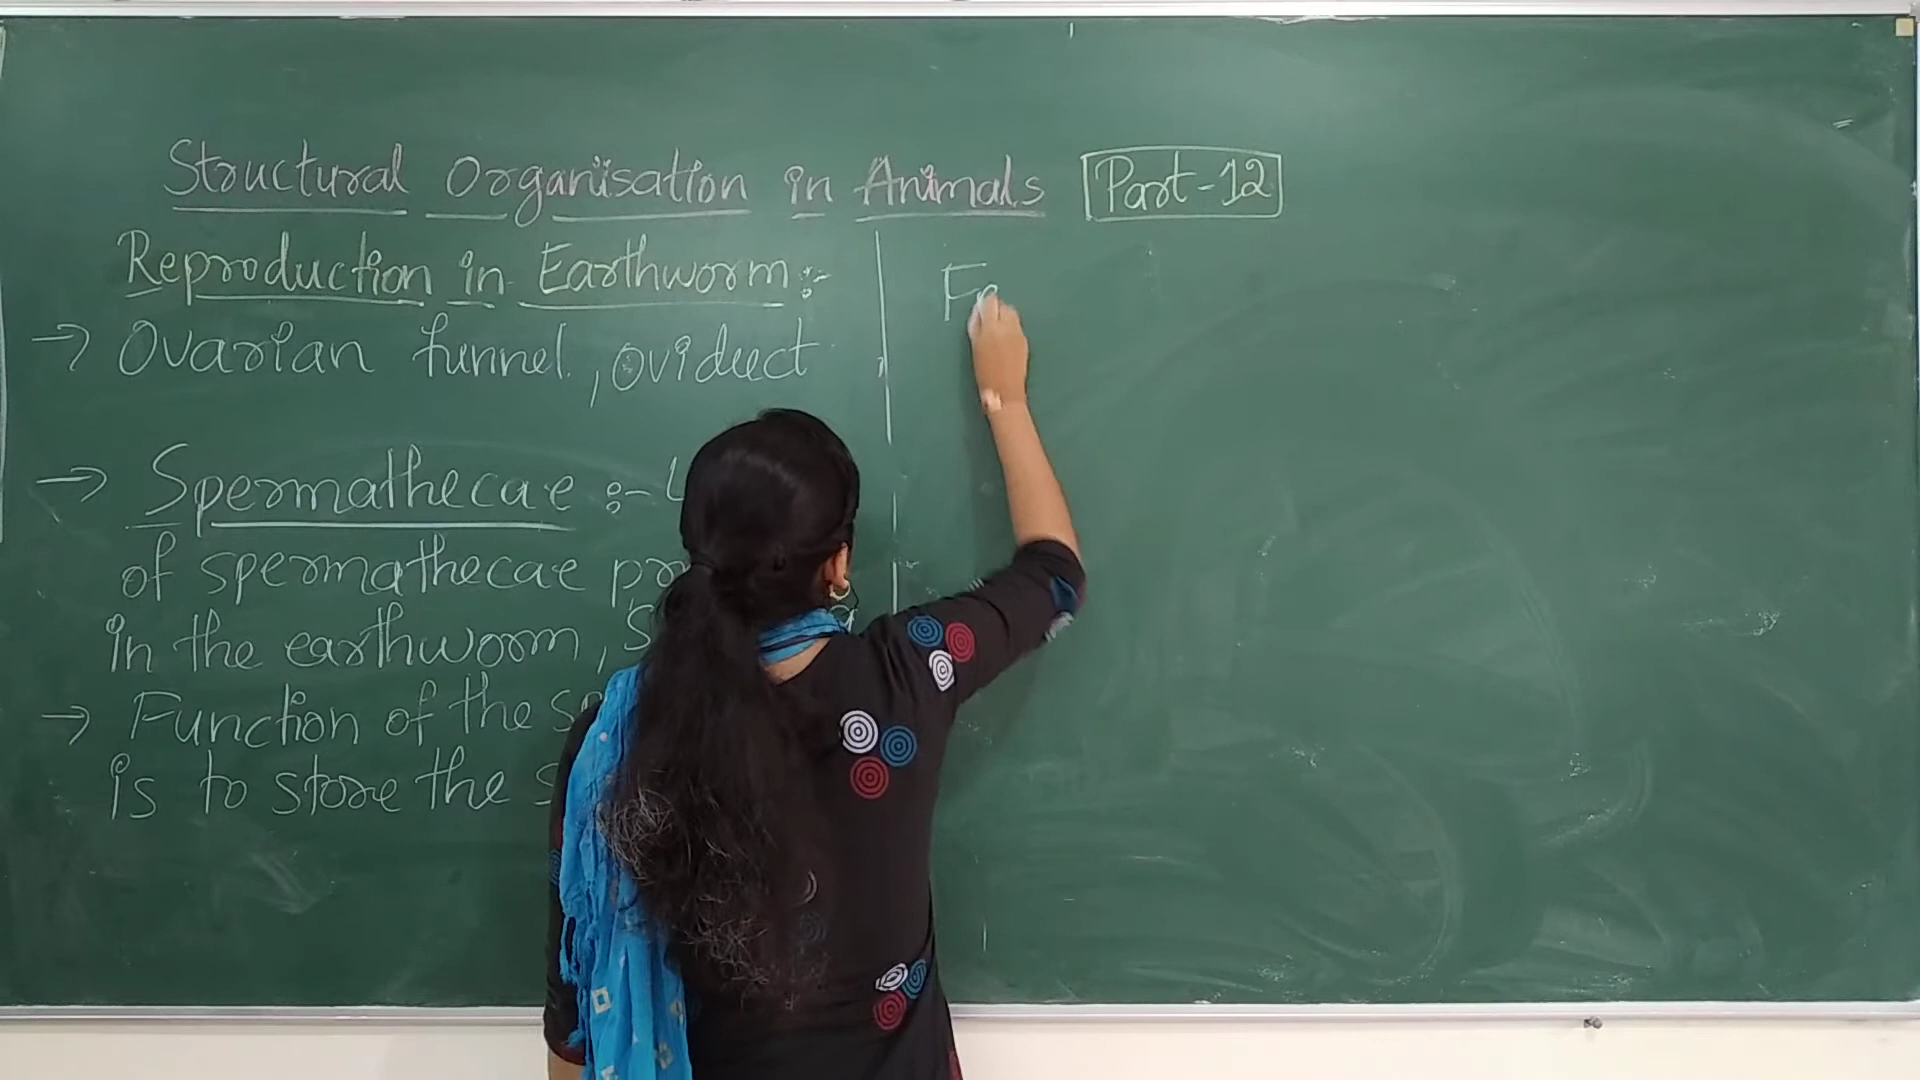 Structural Organisation in Animals Part-12
Reproduction in Earthworm :-
→ Ovarian funnel, oviduct
→ Spermathecae :-
of spermathecae
in the earthworm,
→ Function of the
is to store the